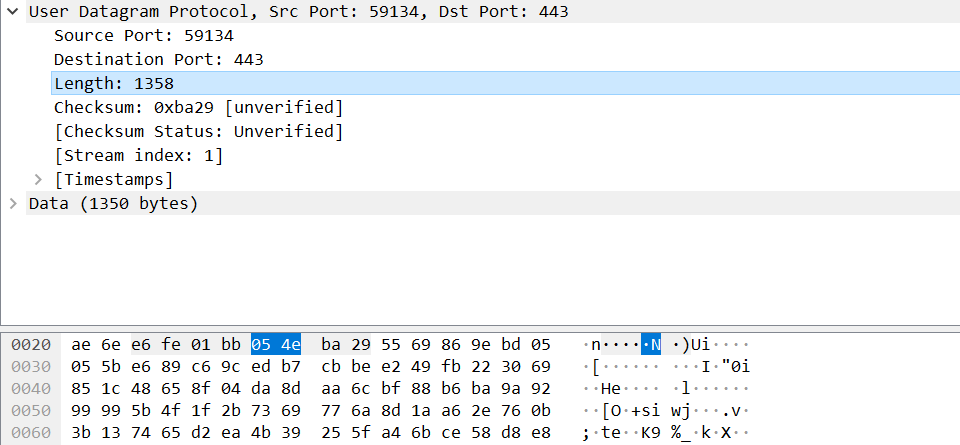 User Datagram Protocol, Src Port: 59134, Dst Port: 443
Source Port: 59134
Destination Port: 443
Length: 1358
Checksum: 0xba29 [unverified]
[Checksum Status: Unverified]
[Stream index: 1]
[Timestamps]
Data (1350 bytes)
0020 ae 6e e6 fe 01 bb 05 4e ba 29 55 69 86 9e bd 05 ·n·····N ·)Ui····
0030 05 5b e6 89 c6 9c ed b7 cb be e2 49 fb 22 30 69 ·[······ ···I·"0i
0040 85 1c 48 65 8f 04 da 8d aa 6c bf 88 b6 ba 9a 92 ··He···· ·l······
0050 99 99 5b 4f 1f 2b 73 69 77 6a 8d 1a a6 2e 76 0b ··[O·+si wj···.v·
0060 3b 13 74 65 d2 ea 4b 39 25 5f a4 6b ce 58 d8 e8 ;·te··K9 %_·k·X··